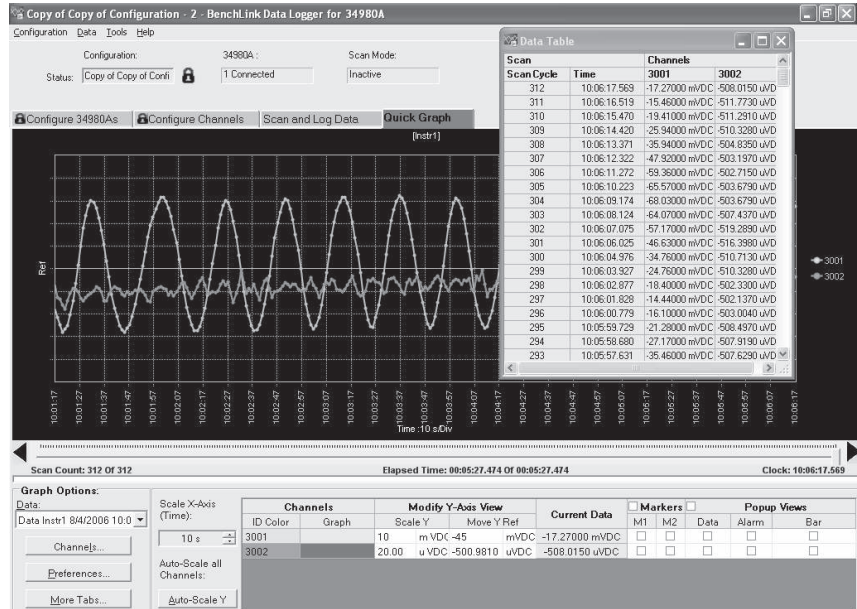 Copy of Copy of Configuration - 2 - BenchLink Data Logger for 34980A
Configuration Data Tools Help
Configuration: 34980A : Scan Mode:
Status: Copy of Copy of Confi 1 Connected Inactive
Configure 34980As Configure Channels Scan and Log Data Quick Graph
[Instr1]
Ref
3001
3002
10:01:17 10:01:27 10:01:37 10:01:47 10:01:57 10:02:07 10:02:17 10:02:27 10:02:37 10:02:47 10:02:57 10:03:07 10:03:17 10:03:27 10:03:37 10:03:47 10:03:57 10:04:07 10:04:17 10:04:27 10:04:37 10:04:47 10:04:57 10:05:07 10:05:17 10:05:27 10:05:37 10:05:47 10:05:57 10:06:07 10:06:17
Time :10 s/Div
Data Table
Scan Channels
Scan Cycle Time 3001 3002
312 10:06:17.569 -17.27000 mVDC -508.0150 uVD
311 10:06:16.519 -15.46000 mVDC -511.7730 uVD
310 10:06:15.470 -19.41000 mVDC -511.2910 uVD
309 10:06:14.420 -25.94000 mVDC -510.3280 uVD
308 10:06:13.371 -35.94000 mVDC -504.8350 uVD
307 10:06:12.322 -47.92000 mVDC -503.1970 uVD
306 10:06:11.272 -59.36000 mVDC -502.7150 uVD
305 10:06:10.223 -65.57000 mVDC -503.6790 uVD
304 10:06:09.174 -68.03000 mVDC -503.6790 uVD
303 10:06:08.124 -64.07000 mVDC -507.4370 uVD
302 10:06:07.075 -57.17000 mVDC -519.2890 uVD
301 10:06:06.025 -46.63000 mVDC -516.3980 uVD
300 10:06:04.976 -34.76000 mVDC -510.7130 uVD
299 10:06:03.927 -24.76000 mVDC -510.3280 uVD
298 10:06:02.877 -18.40000 mVDC -502.3300 uVD
297 10:06:01.828 -14.44000 mVDC -502.1370 uVD
296 10:06:00.779 -16.10000 mVDC -503.0040 uVD
295 10:05:59.729 -21.28000 mVDC -508.4970 uVD
294 10:05:58.680 -27.17000 mVDC -507.9190 uVD
293 10:05:57.631 -35.46000 mVDC -507.6290 uVD
Scan Count: 312 Of 312 Elapsed Time: 00:05:27.474 Of 00:05:27.474 Clock: 10:06:17.569
Graph Options:
Data:
Data Instr1 8/4/2006 10:0
Channels...
Preferences...
More Tabs...
Scale X-Axis
(Time):
10 s
Auto-Scale all
Channels:
Auto-Scale Y
Channels Modify Y-Axis View Current Data Markers Popup Views
ID Color Graph Scale Y Move Y Ref M1 M2 Data Alarm Bar
3001 10 m VDC -45 mVDC -17.27000 mVDC
3002 20.00 u VDC -500.9810 uVDC -508.0150 uVDC